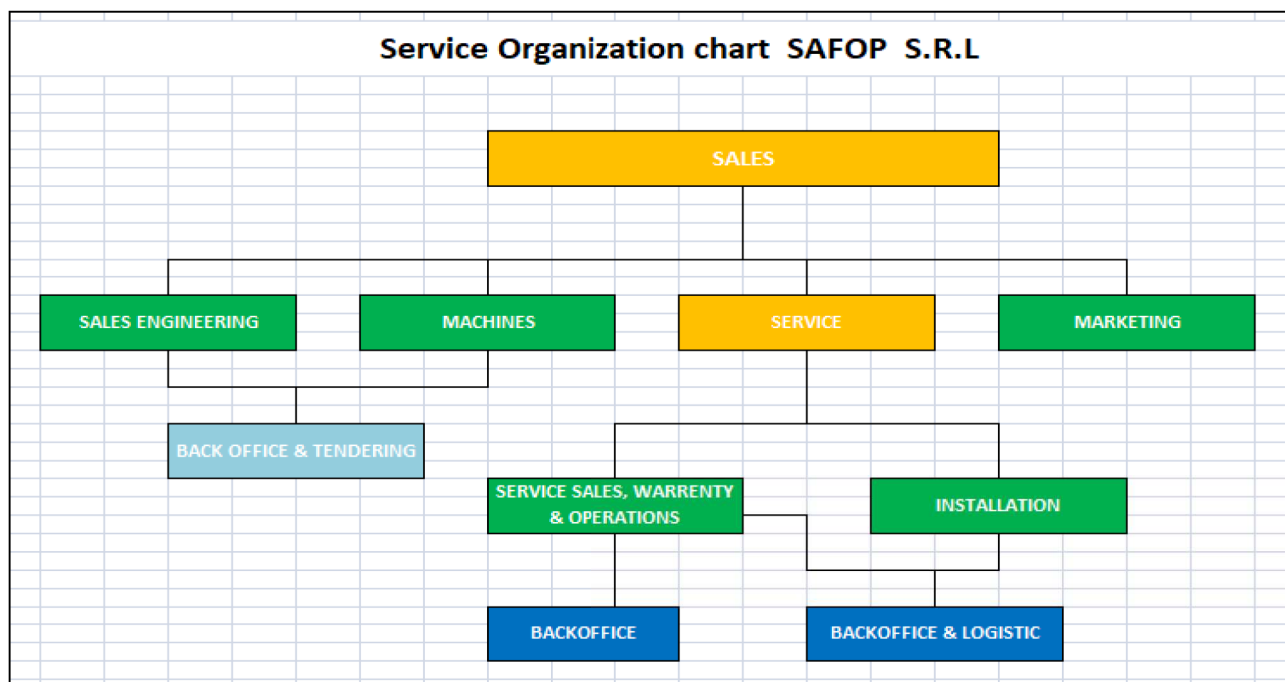 Service Organization chart SAFOP S.R.L
SALES
SALES ENGINEERING
MACHINES
SERVICE
MARKETING
BACK OFFICE & TENDERING
SERVICE SALES, WARRENTY
& OPERATIONS
INSTALLATION
BACKOFFICE
BACKOFFICE & LOGISTIC